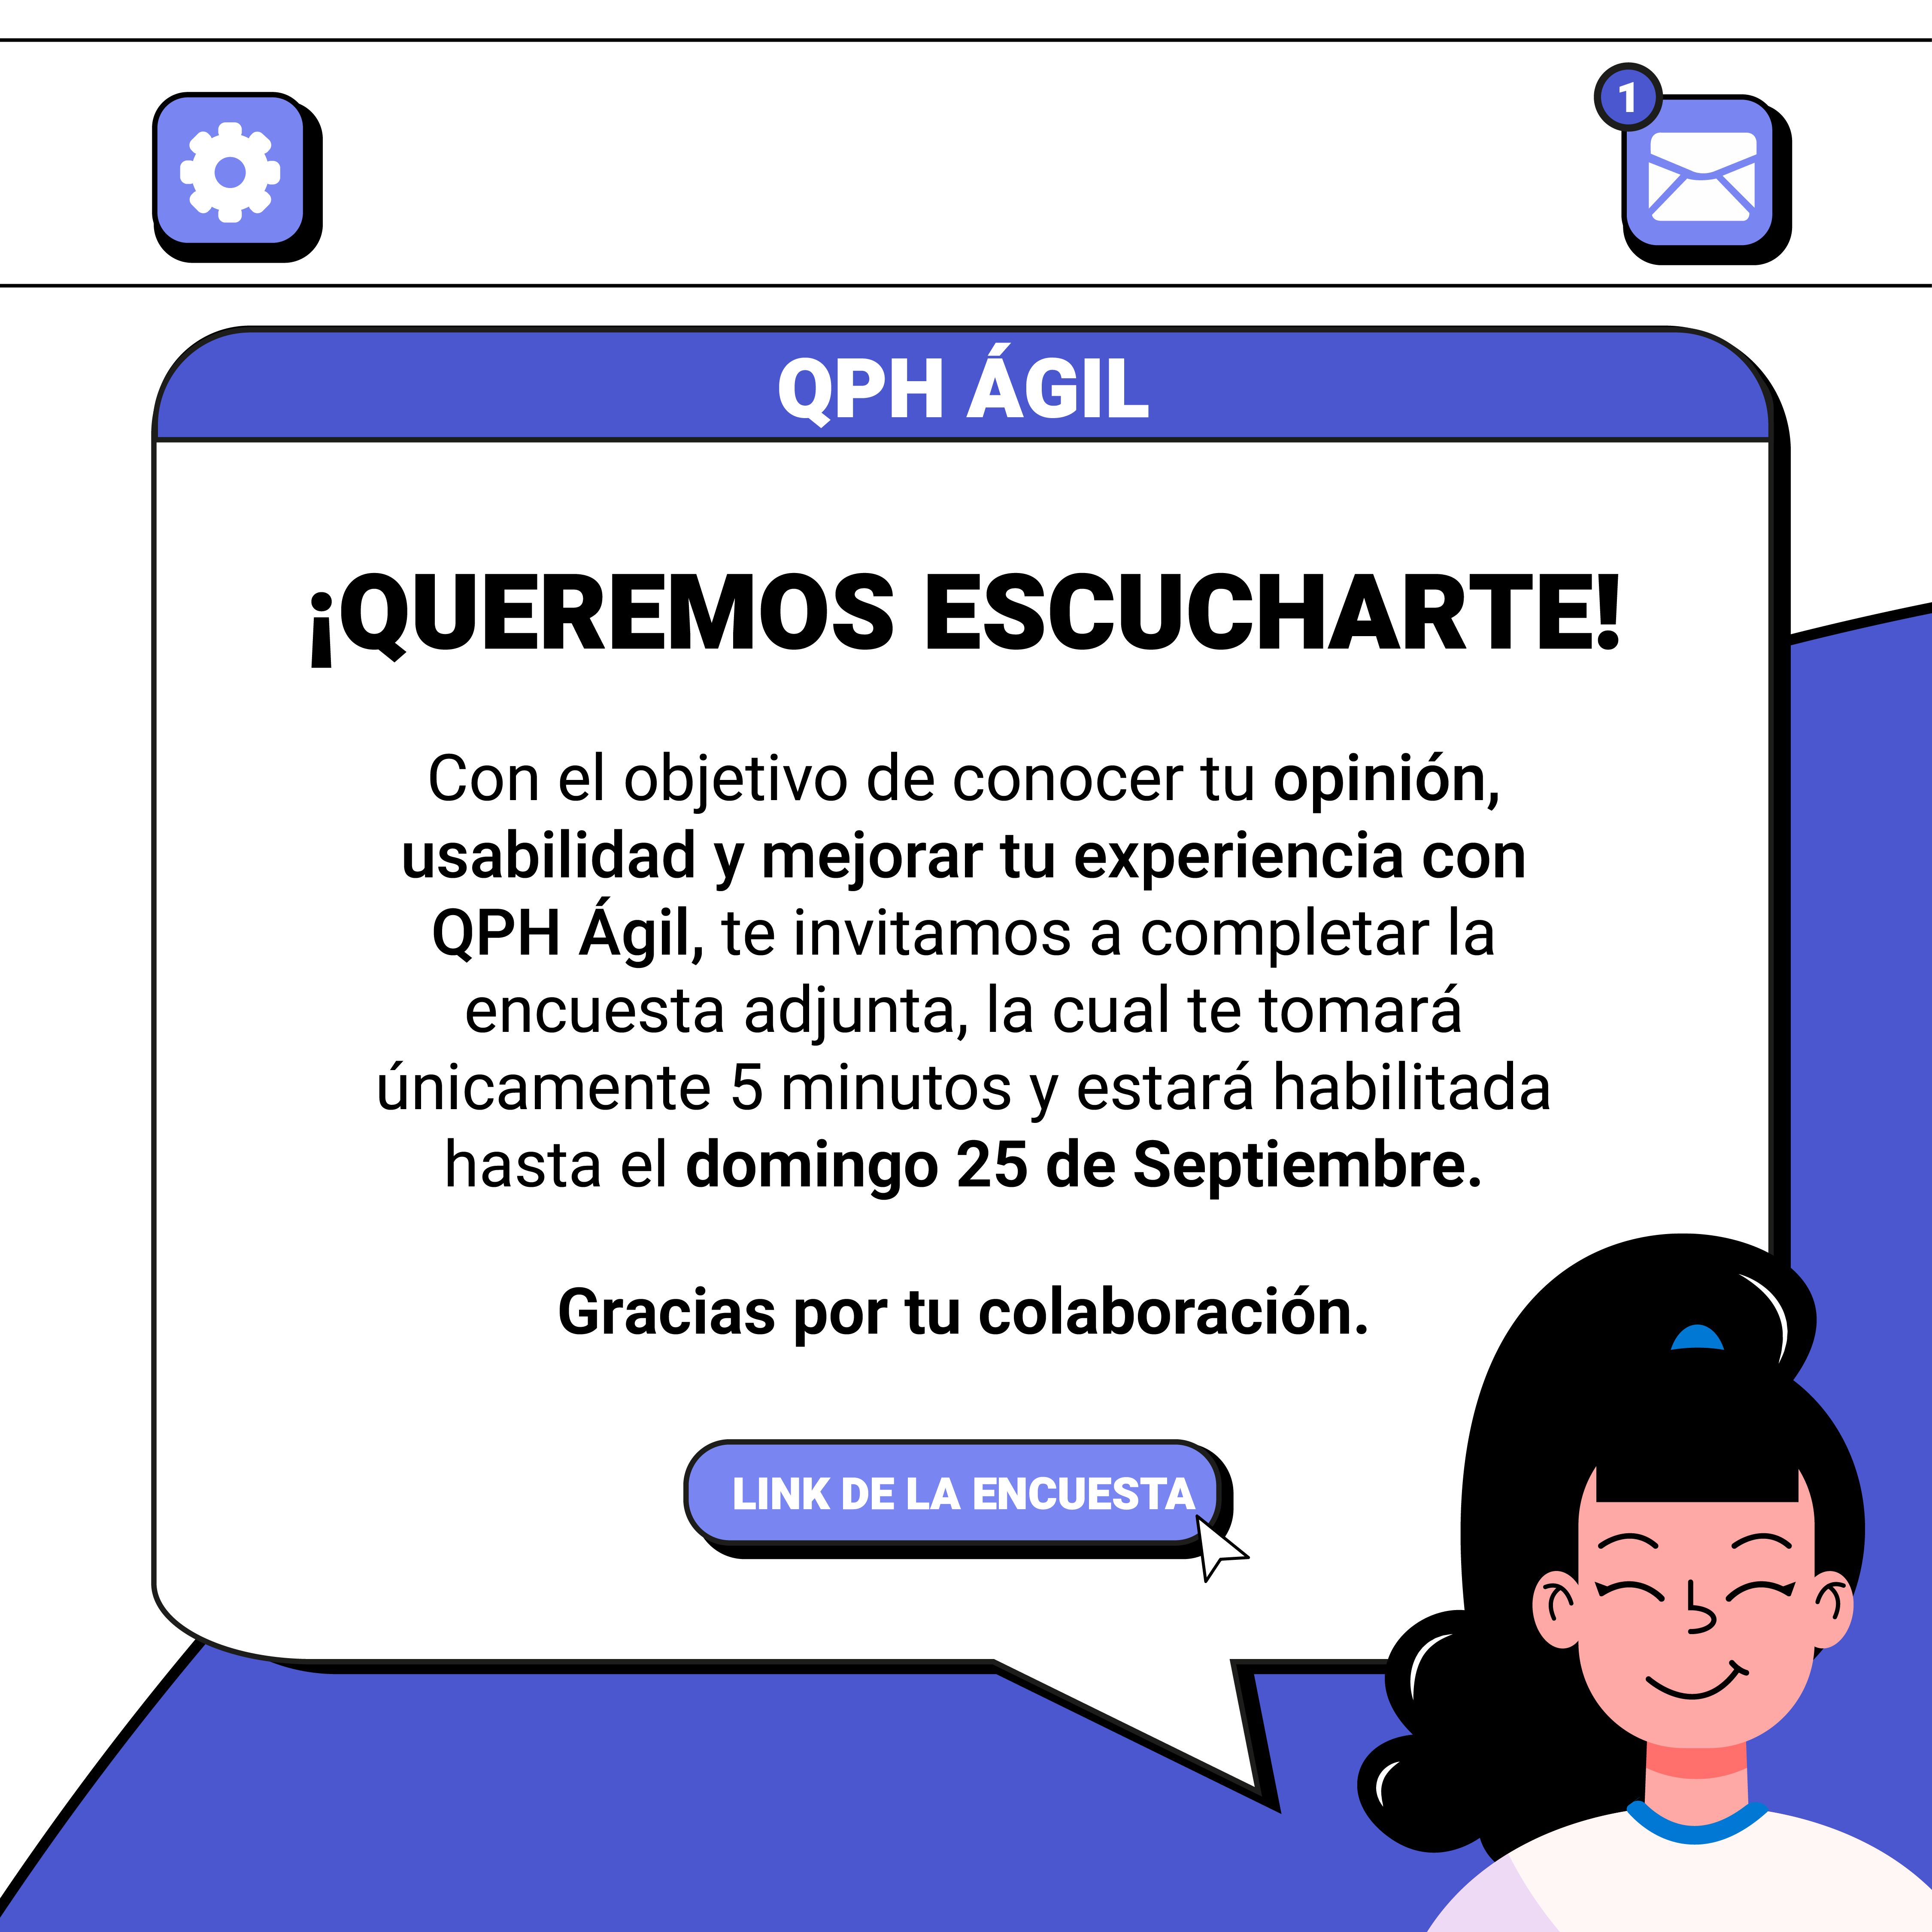 1
QPH ÁGIL
¡QUEREMOS ESCUCHARTE!
Con el objetivo de conocer tu opinión,
usabilidad y mejorar tu experiencia con
QPH Ágil, te invitamos a completar la
encuesta adjunta, la cual te tomará
únicamente 5 minutos y estará habilitada
hasta el domingo 25 de Septiembre.
Gracias por tu colaboración.
LINK DE LA ENCUESTA